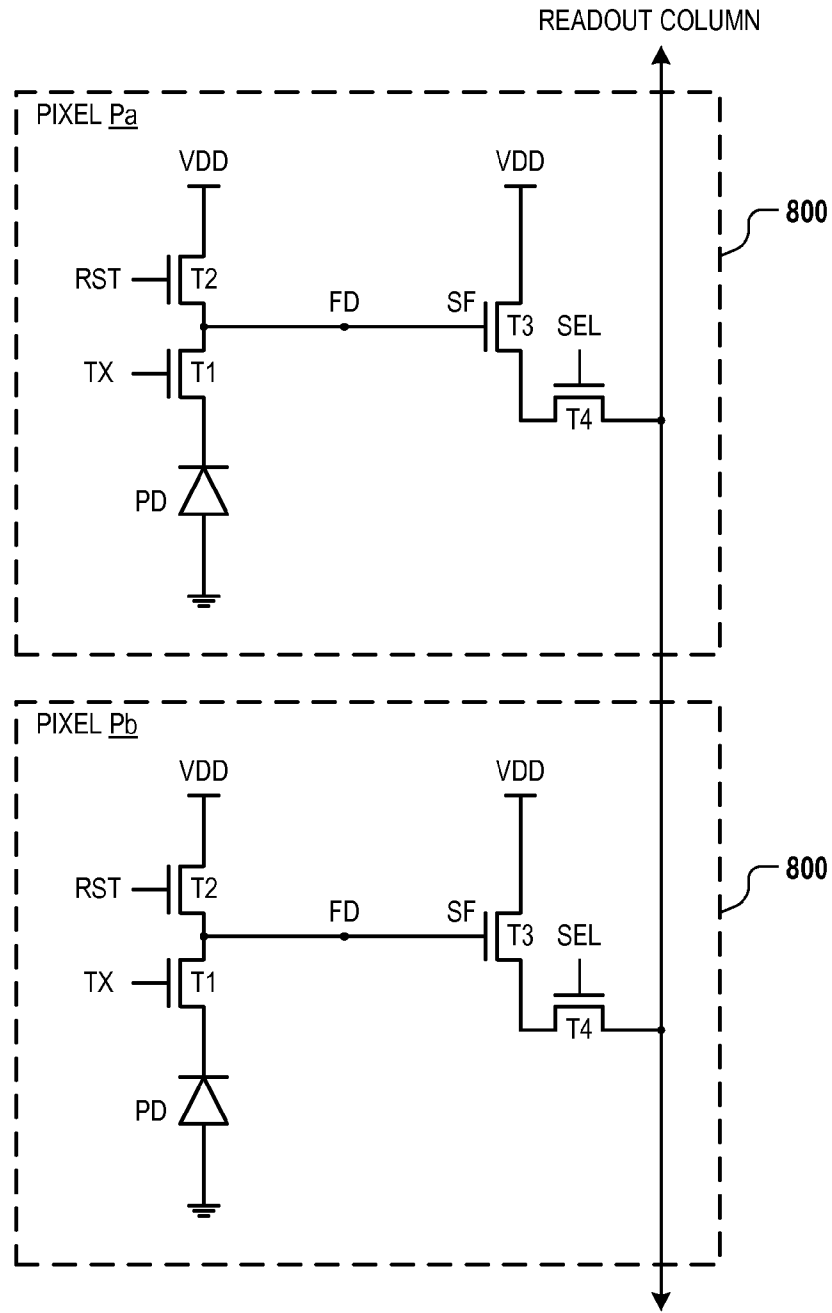 READOUT COLUMN
PIXEL Pa
VDD
VDD
800
RST
T2
FD
SF
T3
SEL
TX
T1
T4
PD
PIXEL Pb
VDD
VDD
800
RST
T2
FD
SF
T3
SEL
TX
T1
T4
PD